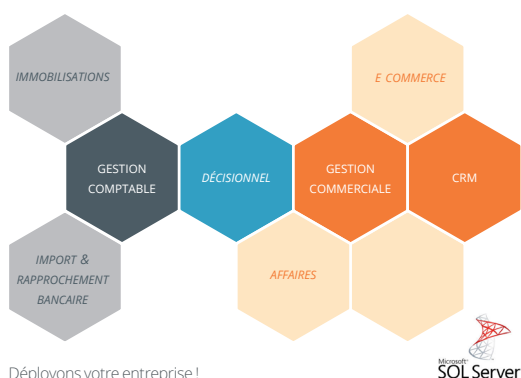 IMMOBILISATIONS
E COMMERCE
GESTION
COMPTABLE
DÉCISIONNEL
GESTION
COMMERCIALE
CRM
IMPORT &
RAPPROCHEMENT
BANCAIRE
AFFAIRES
Déployons votre entreprise !
Microsoft®
SQL Server